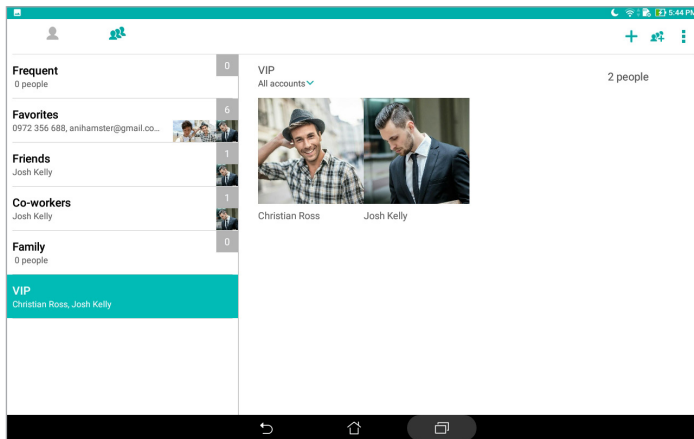 5:44 PM
Frequent
0
0 people
Favorites
6
0972 356 688, anihamster@gmail.co...
Friends
1
Josh Kelly
Co-workers
1
Josh Kelly
Family
0
0 people
VIP
Christian Ross, Josh Kelly
VIP
All accounts
2 people
Christian Ross
Josh Kelly